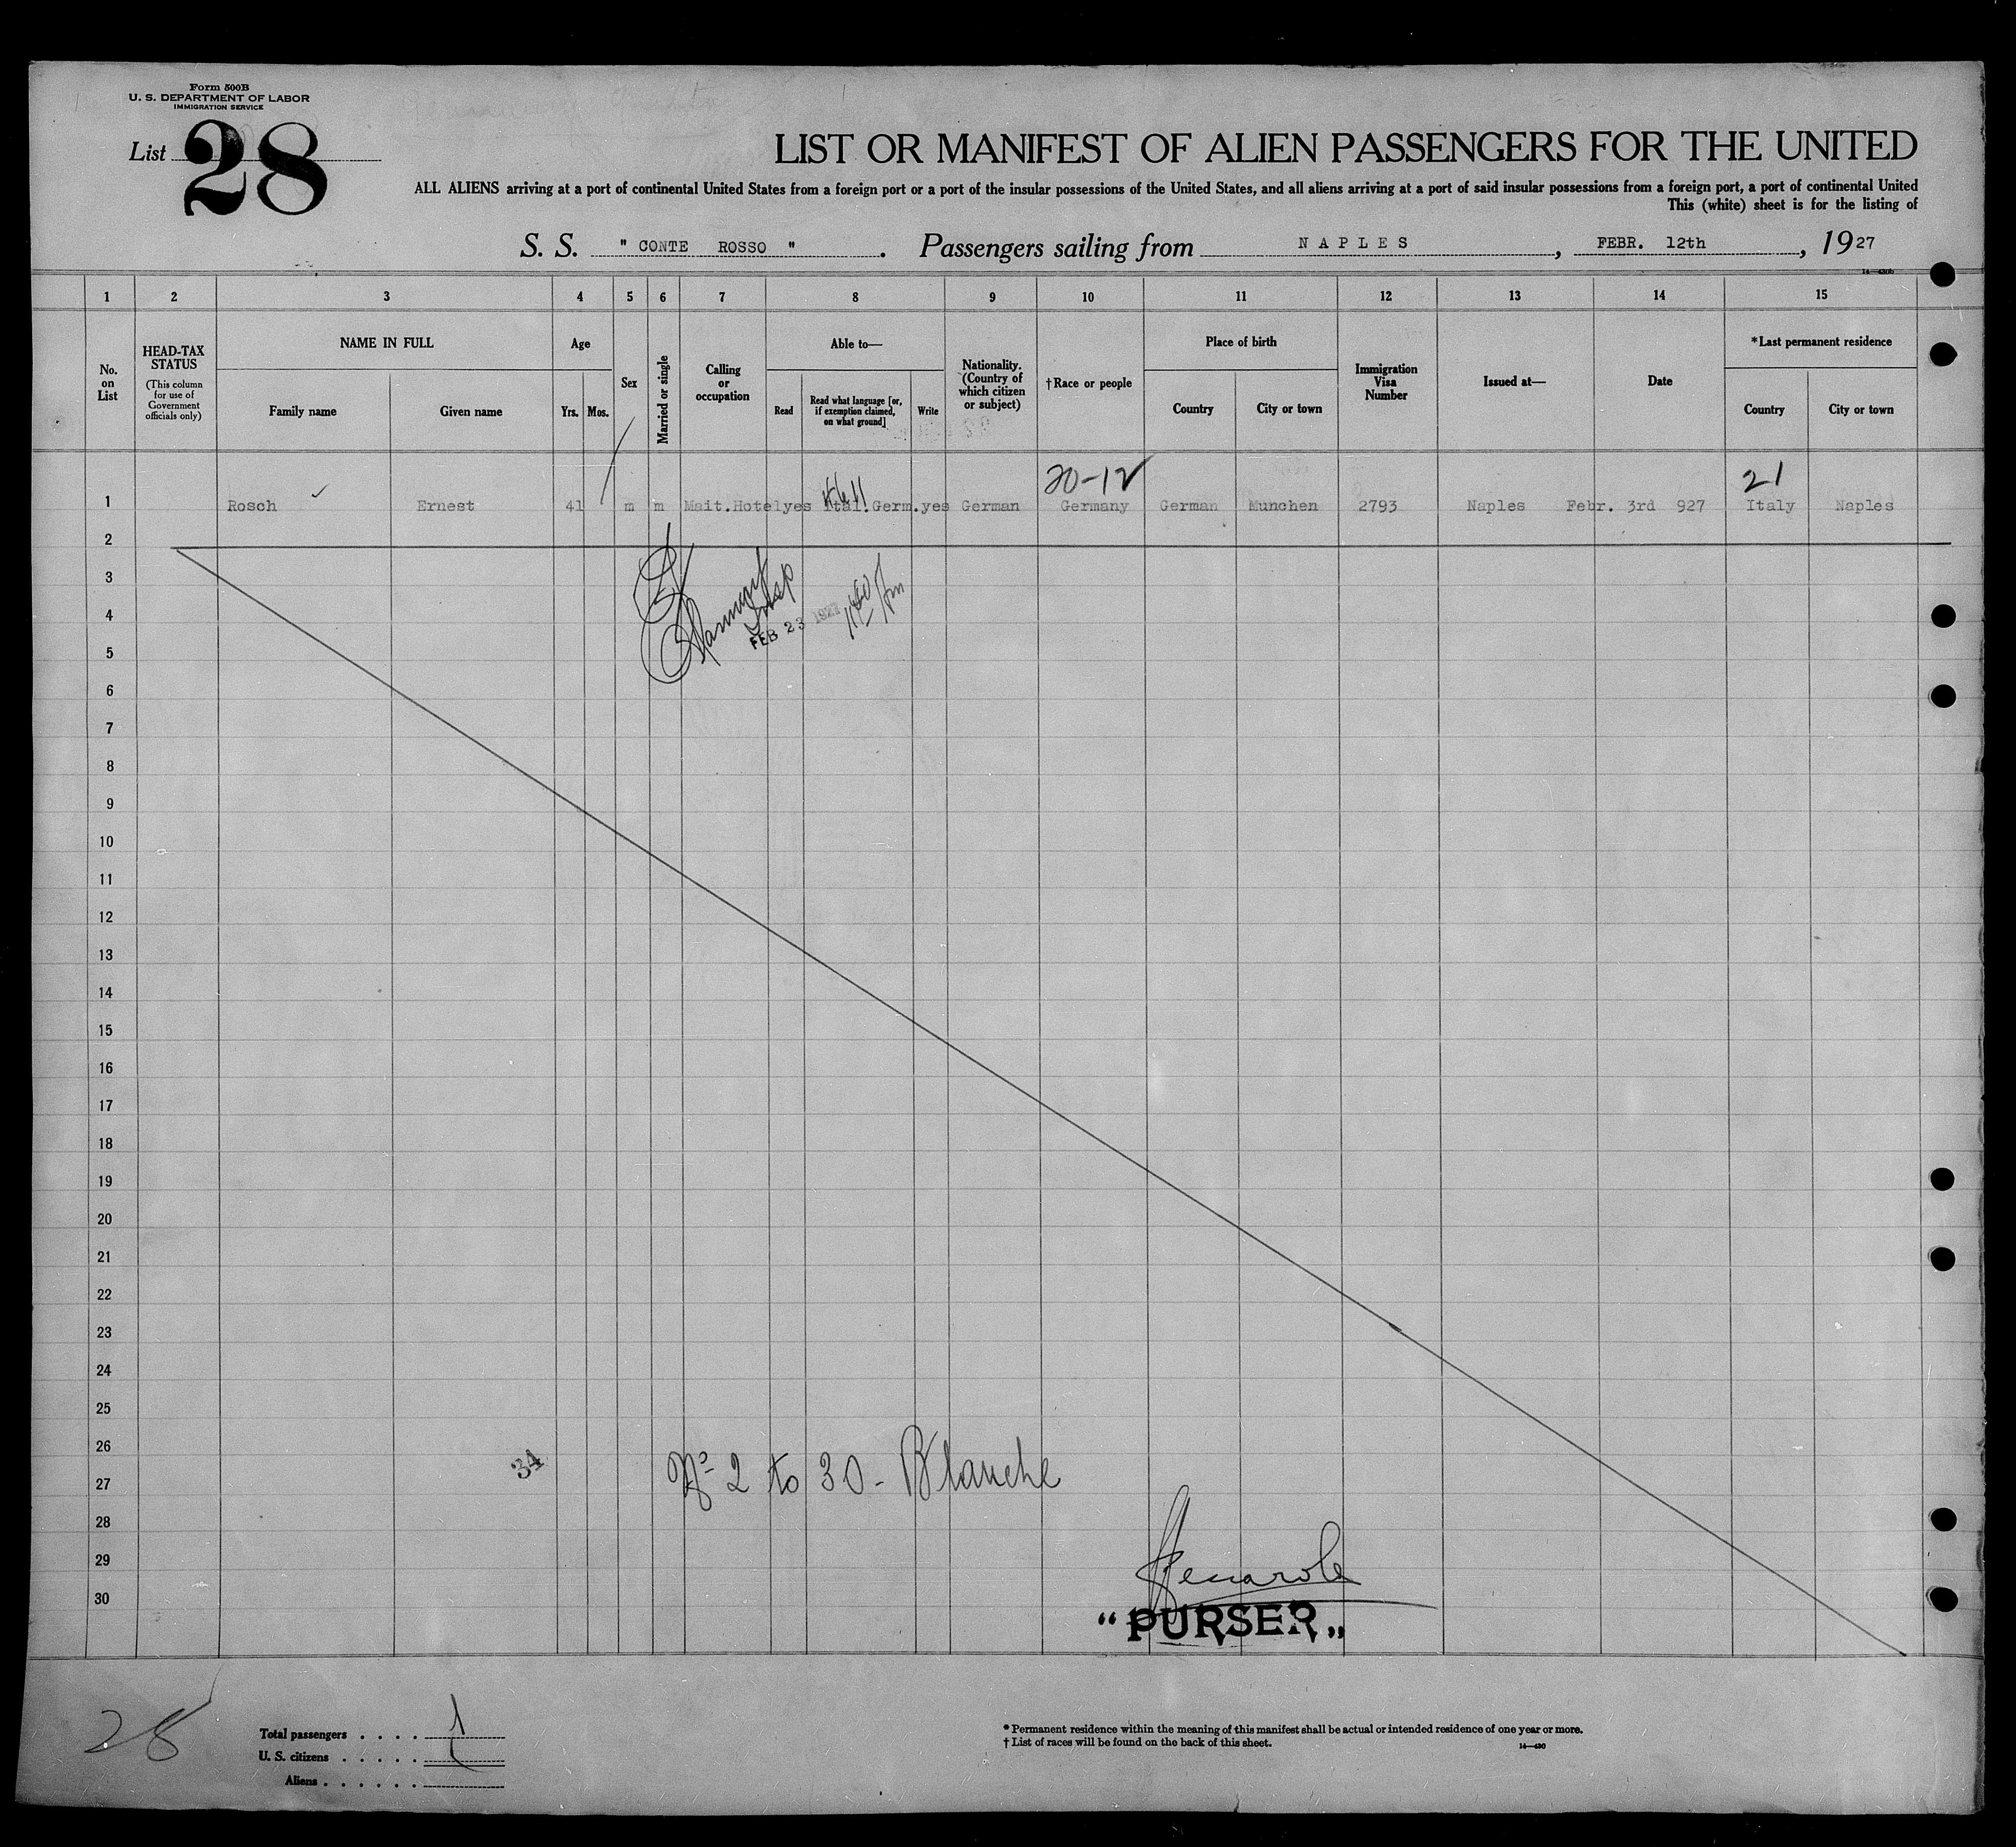 Form 500B
U. S. DEPARTMENT OF LABOR
IMMIGRATION SERVICE
List 28
LIST OR MANIFEST OF ALIEN PASSENGERS FOR THE UNITED
ALL ALIENS arriving at a port of continental United States from a foreign port or a port of the insular possessions of the United States, and all aliens arriving at a port of said insular possessions from a foreign port, a port of continental United
This (white) sheet is for the listing of
S. S. " CONTE ROSSO " . Passengers sailing from NAPLES , FEBR. 12th , 1927
14—430b
1 2 3 4 5 6 7 8 9 10 11 12 13 14 15
No. on List
HEAD-TAX STATUS
(This column for use of Government officials only)
NAME IN FULL
Family name
Given name
Age
Yrs. Mos.
Sex
Married or single
Calling or occupation
Able to—
Read
Read what language [or, if exemption claimed, on what ground]
Write
Nationality. (Country of which citizen or subject)
†Race or people
Place of birth
Country
City or town
Immigration Visa Number
Issued at—
Date
*Last permanent residence
Country
City or town
20-12 21
1 Rosch Ernest 41 m m Mait.Hotel yes Ital.Germ. yes German Germany German Munchen 2793 Naples Febr. 3rd 927 Italy Naples
2
3
4
Insp
FEB 23 1927
5
6
7
8
9
10
11
12
13
14
15
16
17
18
19
20
21
22
23
24
25
26
34
Nº 2 to 30 - Blanche
27
28
29
30
"PURSER"
28
Total passengers . . . . 1
U. S. citizens . . . . .
Aliens . . . . . .
* Permanent residence within the meaning of this manifest shall be actual or intended residence of one year or more.
† List of races will be found on the back of this sheet.
14—430